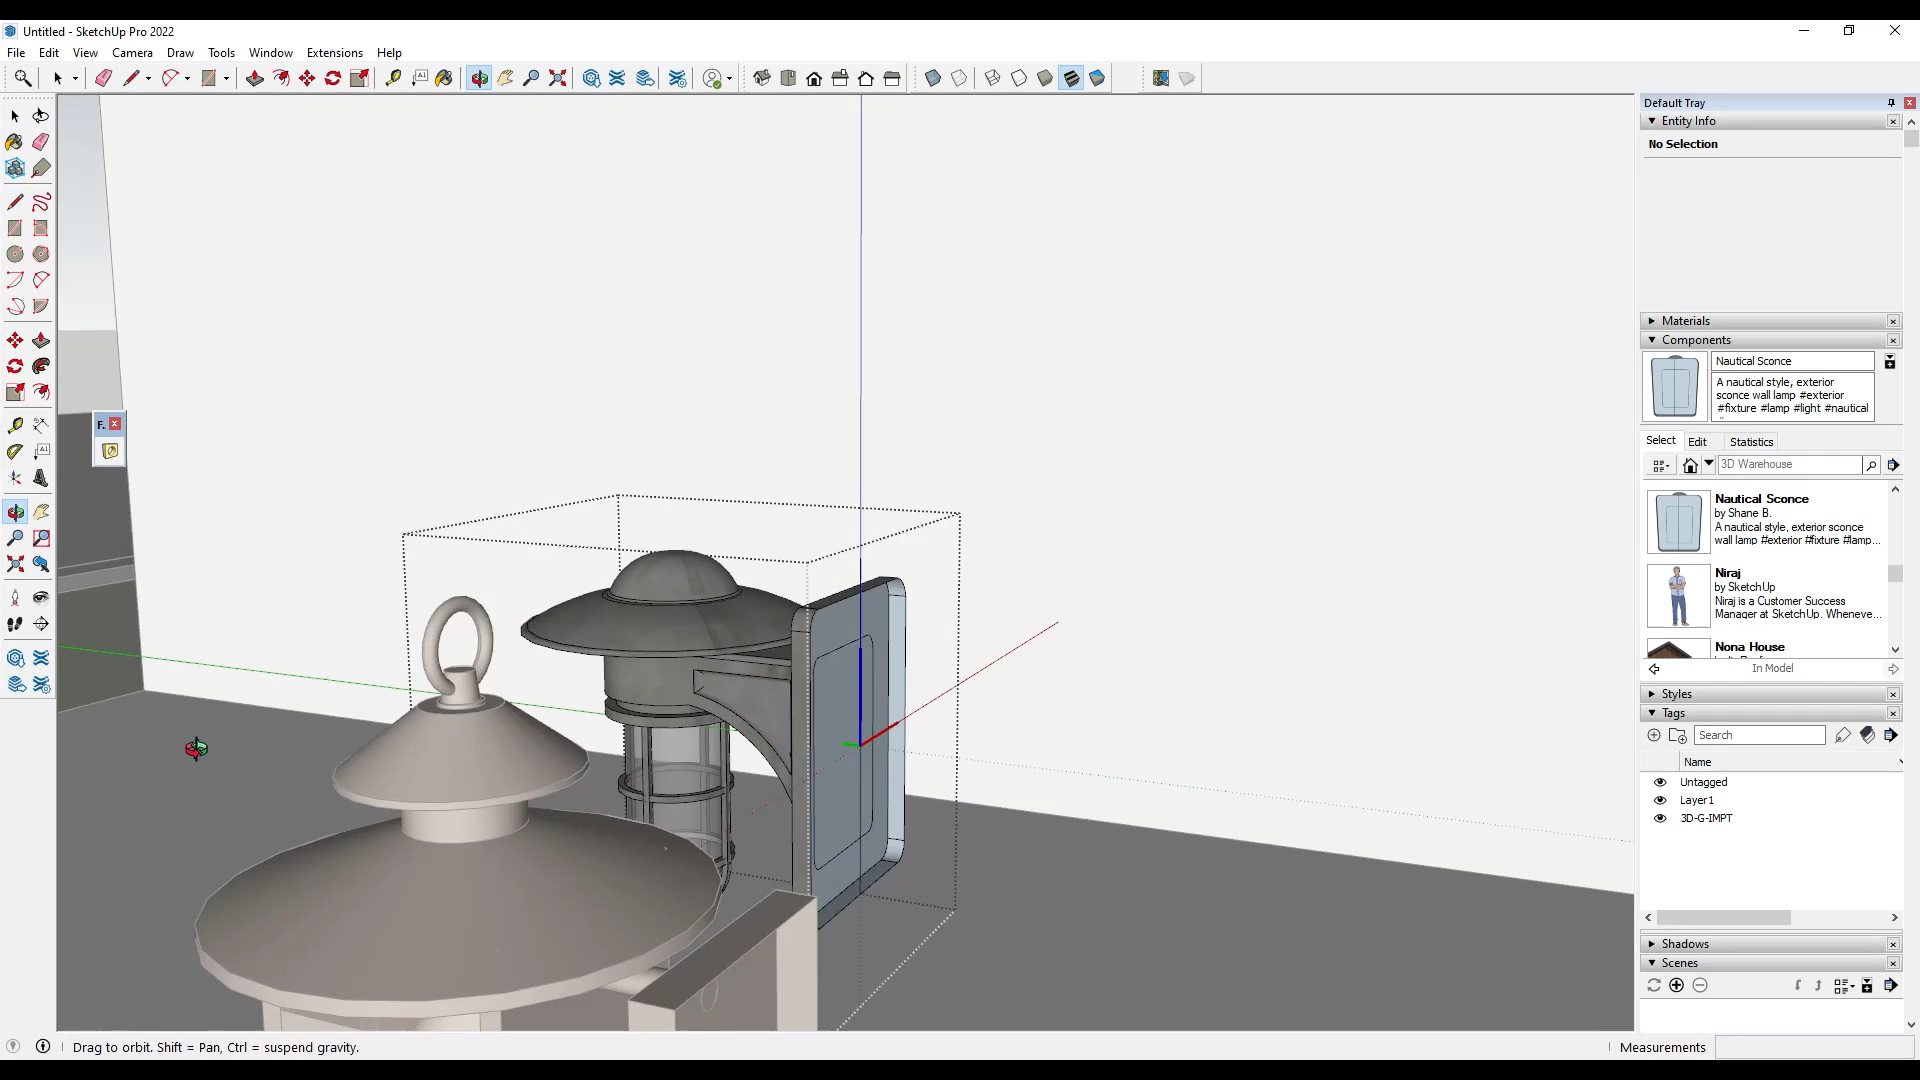 Untitled - SketchUp Pro 2022
File Edit View Camera Draw Tools Window Extensions Help
Default Tray
Entity Info
No Selection
Materials
Components
Nautical Sconce
A nautical style, exterior
sconce wall lamp #exterior
#fixture #lamp #light #nautical
F.
Select Edit Statistics
3D Warehouse
Nautical Sconce
by Shane B.
A nautical style, exterior sconce
wall lamp #exterior #fixture #lamp...
Niraj
by SketchUp
Niraj is a Customer Success
Manager at SketchUp. Wheneve...
Nona House
In Model
Styles
Tags
Search
Name
Untagged
Layer1
3D-G-IMPT
Shadows
Scenes
Drag to orbit. Shift = Pan, Ctrl = suspend gravity.
Measurements